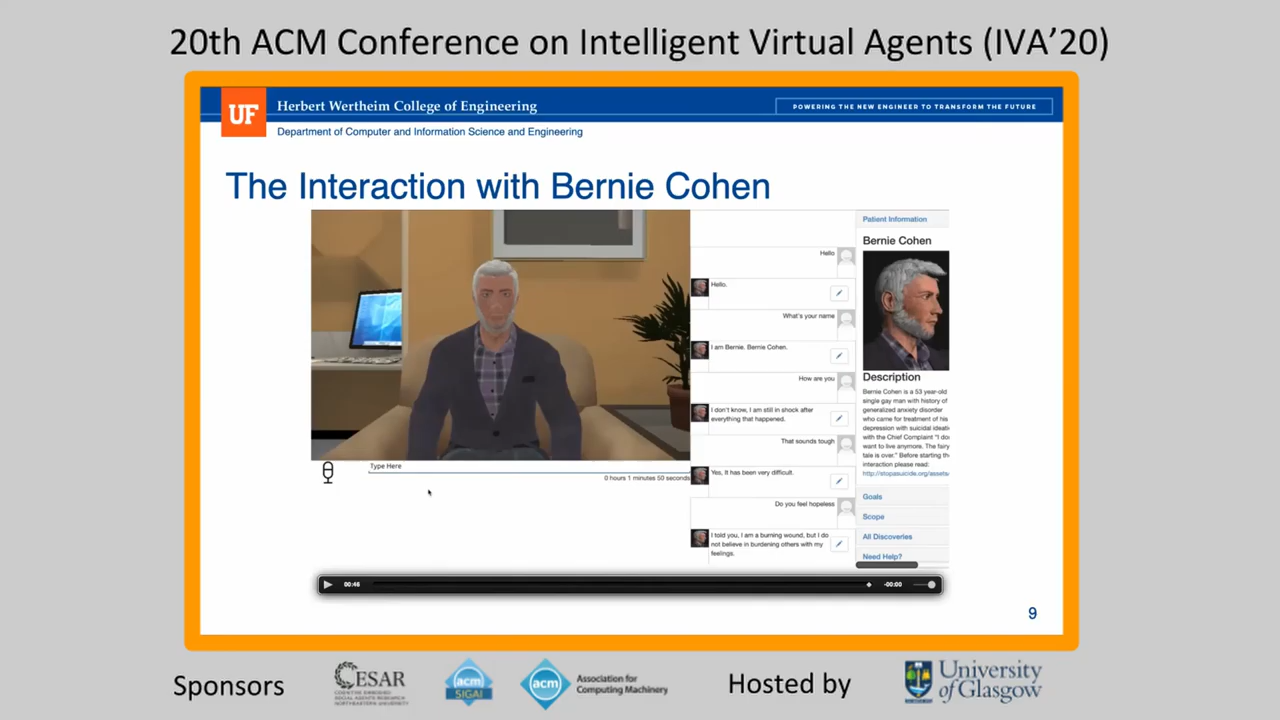 20th ACM Conference on Intelligent Virtual Agents (IVA'20)
UF
Herbert Wertheim College of Engineering
POWERING THE NEW ENGINEER TO TRANSFORM THE FUTURE
Department of Computer and Information Science and Engineering
The Interaction with Bernie Cohen
Hello
Hello.
What's your name
I am Bernie. Bernie Cohen.
How are you
I don't know, I am still in shock after
everything that happened.
That sounds tough
Yes, It has been very difficult.
Do you feel hopeless
I told you, I am a burning wound, but I do
not believe in burdening others with my
feelings.
Type Here
0 hours 1 minutes 50 seconds
Patient Information
Bernie Cohen
Description
Bernie Cohen is a 53 year-old
single gay man with history of
generalized anxiety disorder
who came for treatment of his
depression with suicidal ideati
with the Chief Complaint "I do
want to live anymore. The fairy
tale is over." Before starting th
interaction please read:
http://stopasuicide.org/assets/
Goals
Scope
All Discoveries
Need Help?
00:46
-00:00
9
Sponsors
CESAR
COGNITIVE EMBODIED
SOCIAL AGENTS RESEARCH
NORTHEASTERN UNIVERSITY
acm
SIGAI
acm
Association for
Computing Machinery
Hosted by
University
of Glasgow